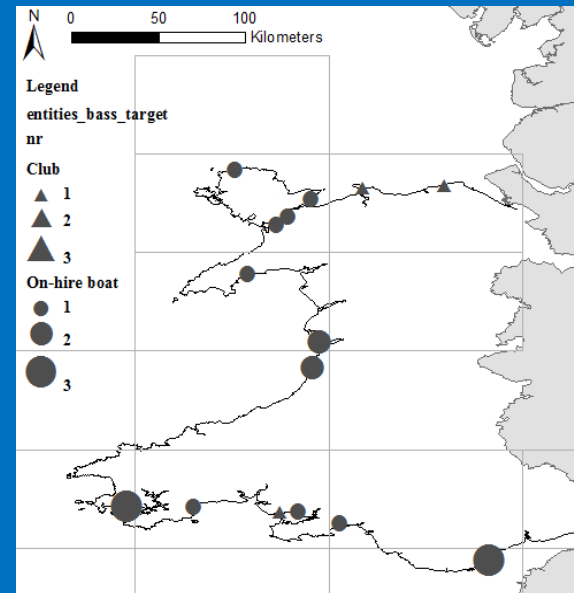 N
0 50 100
Kilometers
Legend
entities_bass_target
nr
Club
1
2
3
On-hire boat
1
2
3